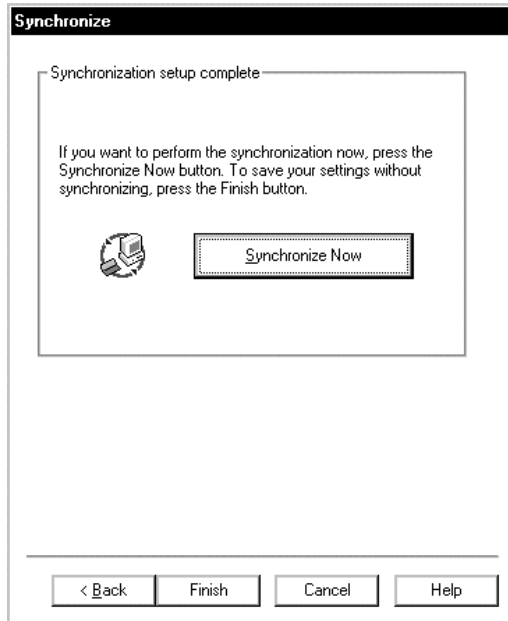 Synchronize
Synchronization setup complete
If you want to perform the synchronization now, press the
Synchronize Now button. To save your settings without
synchronizing, press the Finish button.
Synchronize Now
< Back
Finish
Cancel
Help